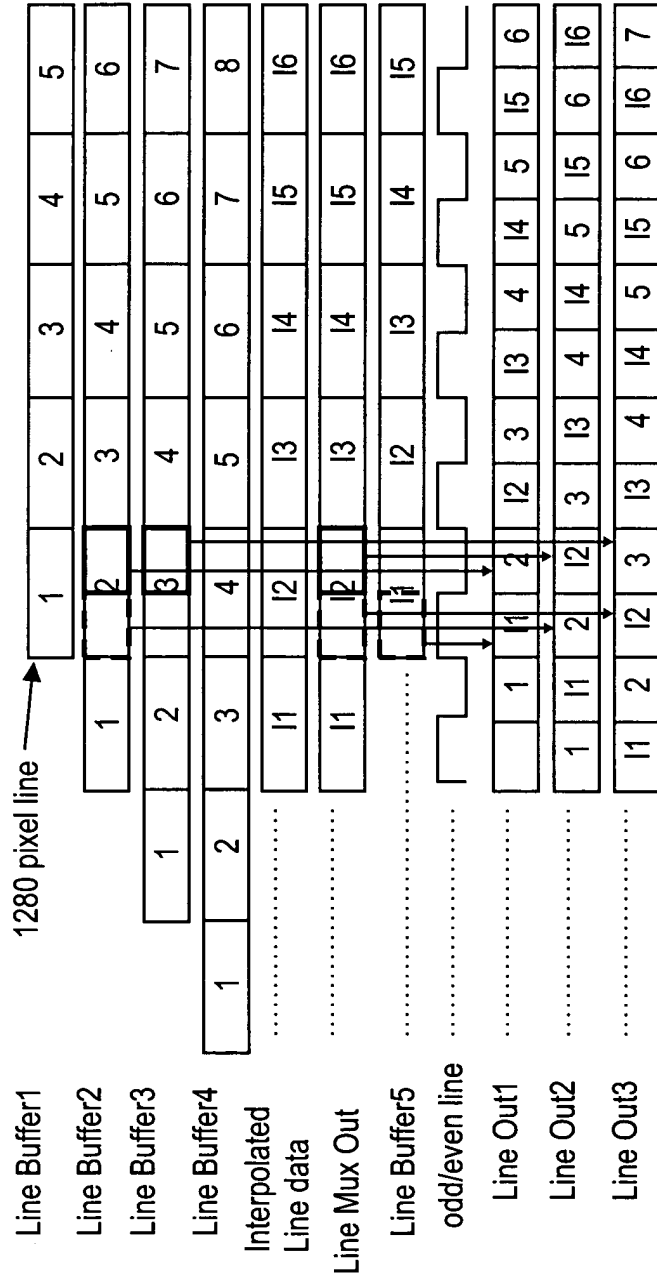 1280 pixel line
Line Buffer1 1 2 3 4 5
Line Buffer2 1 2 3 4 5 6
Line Buffer3 1 2 3 4 5 6 7
Line Buffer4 1 2 3 4 5 6 7 8
Interpolated
Line data I1 I2 I3 I4 I5 I6
Line Mux Out I1 I2 I3 I4 I5 I6
Line Buffer5 I1 I2 I3 I4 I5
odd/even line
Line Out1 1 I1 2 I2 3 I3 4 I4 5 I5 6
Line Out2 1 I1 2 I2 3 I3 4 I4 5 I5 6 I6
Line Out3 I1 2 I2 3 I3 4 I4 5 I5 6 I6 7